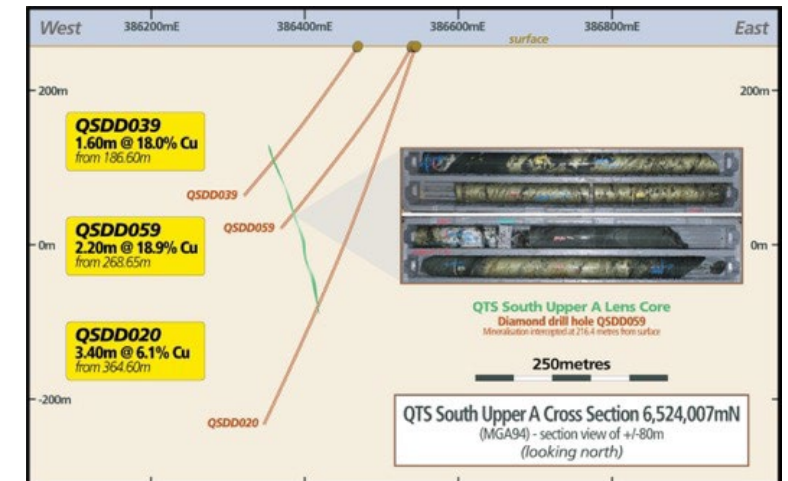 West
386200mE
386400mE
386600mE
386800mE
East
surface
200m
200m
QSDD039
1.60m @ 18.0% Cu
from 186.60m
QSDD039
QSDD059
2.20m @ 18.9% Cu
from 268.65m
QSDD059
0m
0m
QTS South Upper A Lens Core
Diamond drill hole QSDD059
Mineralisation intercepted at 216.4 metres from surface
QSDD020
3.40m @ 6.1% Cu
from 364.60m
250metres
-200m
QSDD020
QTS South Upper A Cross Section 6,524,007mN
(MGA94) - section view of +/-80m
(looking north)